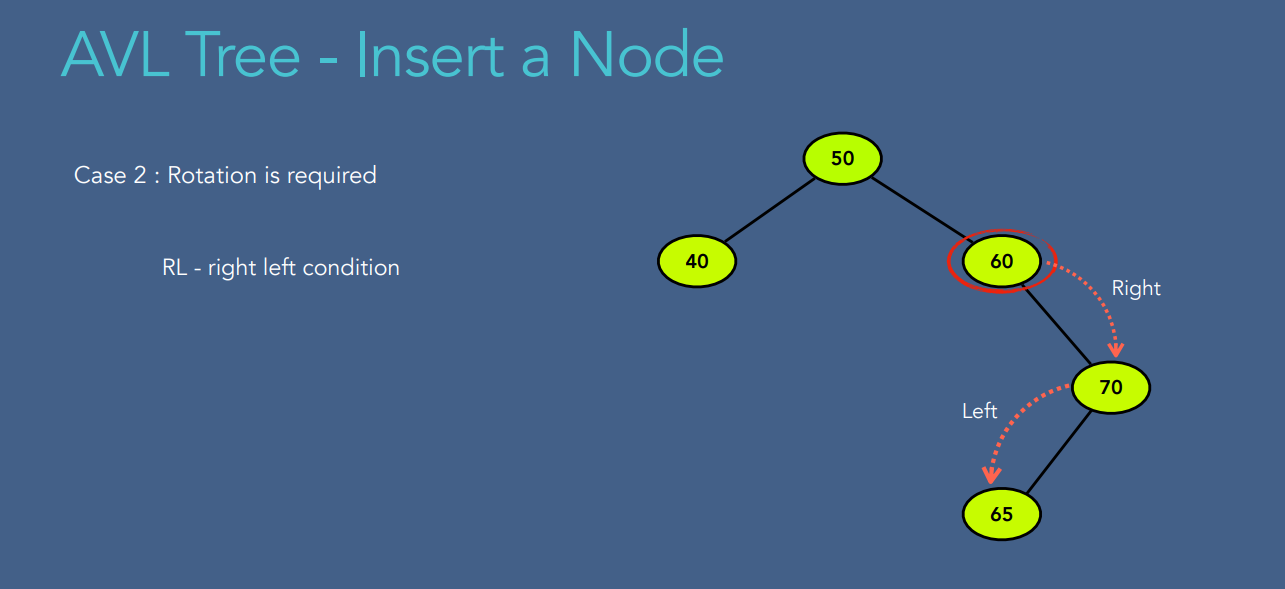 AVL Tree - Insert a Node
Case 2 : Rotation is required
RL - right left condition
50
40
60
Right
70
Left
65